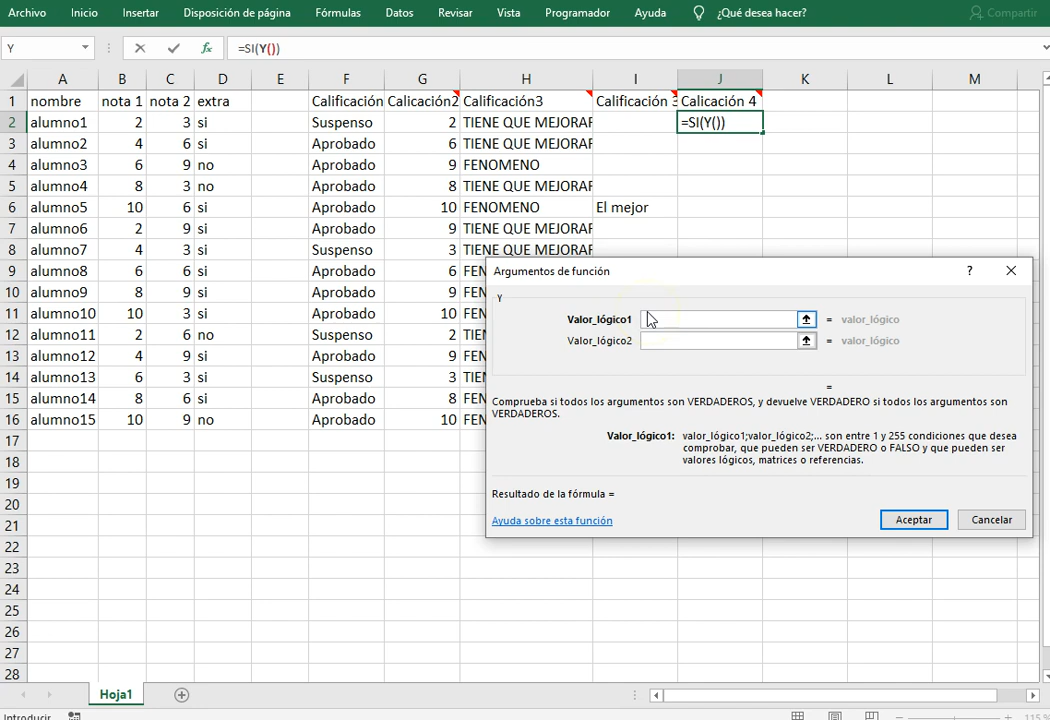 Archivo Inicio Insertar Disposición de página Fórmulas Datos Revisar Vista Programador Ayuda ¿Qué desea hacer? Compartir
Y fx =SI(Y())
A B C D E F G H I J K L M
1 nombre nota 1 nota 2 extra Calificación Calicación2 Calificación3 Calificación 3 Calicación 4
2 alumno1 2 3 si Suspenso 2 TIENE QUE MEJORAR =SI(Y())
3 alumno2 4 6 si Aprobado 6 TIENE QUE MEJORAR
4 alumno3 6 9 no Aprobado 9 FENOMENO
5 alumno4 8 3 no Aprobado 8 TIENE QUE MEJORAR
6 alumno5 10 6 si Aprobado 10 FENOMENO El mejor
7 alumno6 2 9 si Aprobado 9 TIENE QUE MEJORAR
8 alumno7 4 3 si Suspenso 3 TIENE QUE MEJORAR
9 alumno8 6 6 si Aprobado 6 FEN
10 alumno9 8 9 si Aprobado 9 FEN
11 alumno10 10 3 si Aprobado 10 FEN
12 alumno11 2 6 no Suspenso 2 TIEN
13 alumno12 4 9 si Aprobado 9 FEN
14 alumno13 6 3 si Suspenso 3 TIEN
15 alumno14 8 6 si Aprobado 8 FEN
16 alumno15 10 9 no Aprobado 10 FEN
17
18
19
20
21
22
23
24
25
26
27
28
Argumentos de función ? 
Y
Valor_lógico1 = valor_lógico
Valor_lógico2 = valor_lógico
=
Comprueba si todos los argumentos son VERDADEROS, y devuelve VERDADERO si todos los argumentos son
VERDADEROS.
Valor_lógico1: valor_lógico1;valor_lógico2;... son entre 1 y 255 condiciones que desea
comprobar, que pueden ser VERDADERO o FALSO y que pueden ser
valores lógicos, matrices o referencias.
Resultado de la fórmula =
Ayuda sobre esta función Aceptar Cancelar
Hoja1
Introducir 115 %